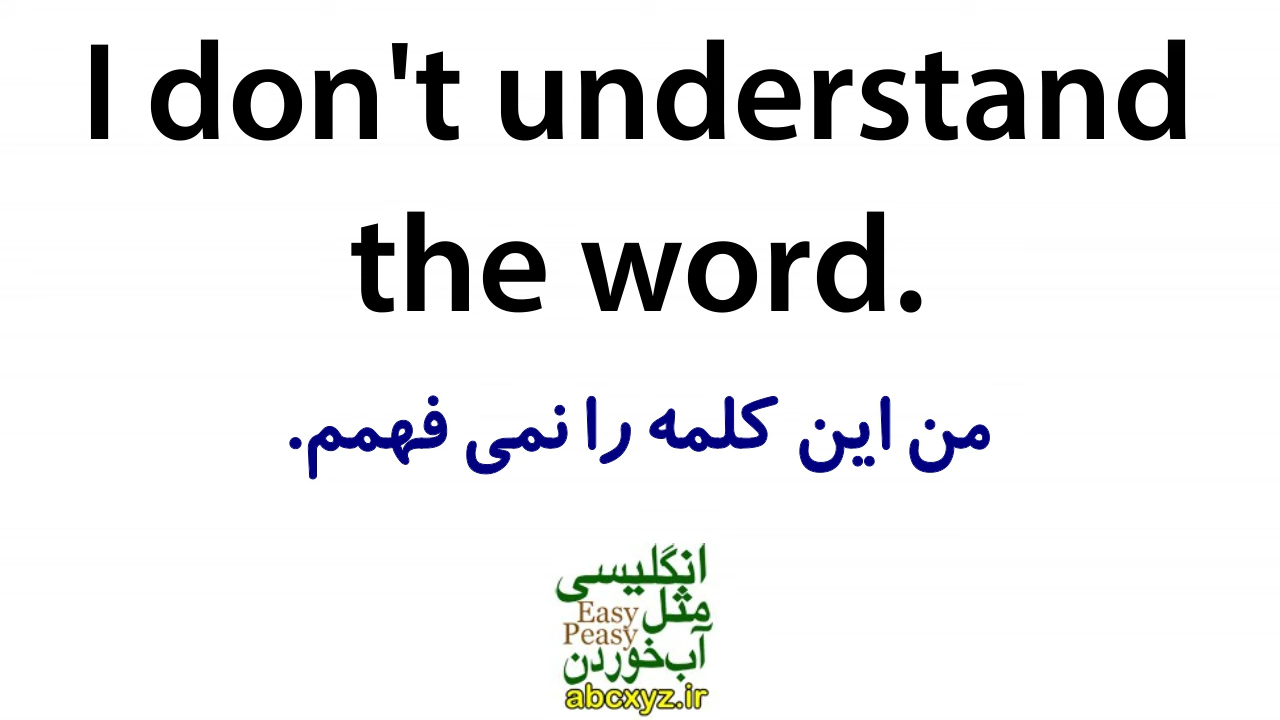 I don't understand
the word.
من این کلمه را نمی فهمم.
انگلیسی
مثل Easy
Peasy
آب‌خوردن
abcxyz.ir